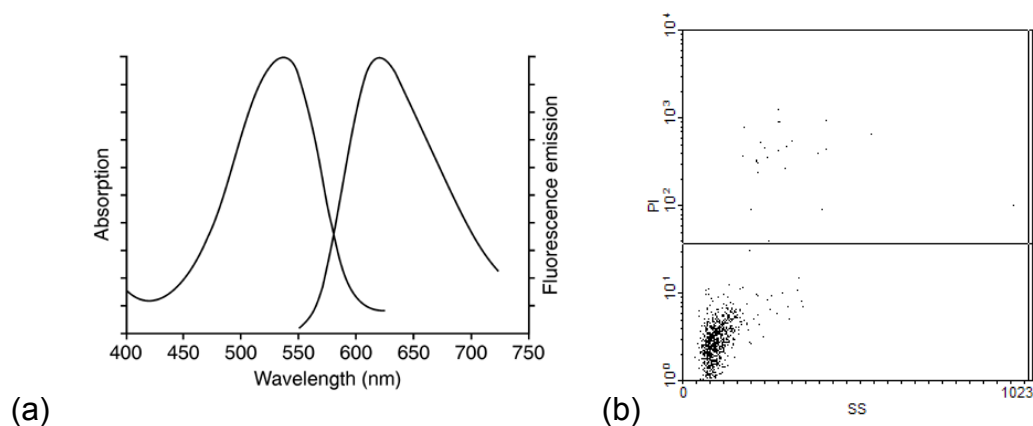 Absorption
Fluorescence emission
400 450 500 550 600 650 700 750
Wavelength (nm)
(a)
PI
10⁴
10³
10²
10¹
10⁰
0 1023
SS
(b)